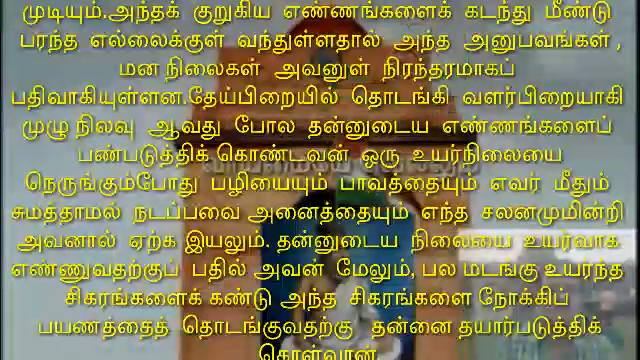 முடியும்.அந்தக் குறுகிய எண்ணங்களைக் கடந்து மீண்டு
பரந்த எல்லைக்குள் வந்துள்ளதால் அந்த அனுபவங்கள் ,
மன நிலைகள் அவனுள் நிரந்தரமாகப்
பதிவாகியுள்ளன.தேய்பிறையில் தொடங்கி வளர்பிறையாகி
முழு நிலவு ஆவது போல தன்னுடைய எண்ணங்களைப்
பண்படுத்திக் கொண்டவன் ஒரு உயர்நிலையை
நெருங்கும்போது பழியையும் பாவத்தையும் எவர் மீதும்
சுமத்தாமல் நடப்பவை அனைத்தையும் எந்த சலனமுமின்றி
அவனால் ஏற்க இயலும். தன்னுடைய நிலையை உயர்வாக
எண்ணுவதற்குப் பதில் அவன் மேலும், பல மடங்கு உயரந்த
சிகரங்களைக் கண்டு அந்த சிகரங்களை நோக்கிப்
பயணத்தைத் தொடங்குவதற்கு தன்னை தயார்படுத்திக்
கொள்வான்.